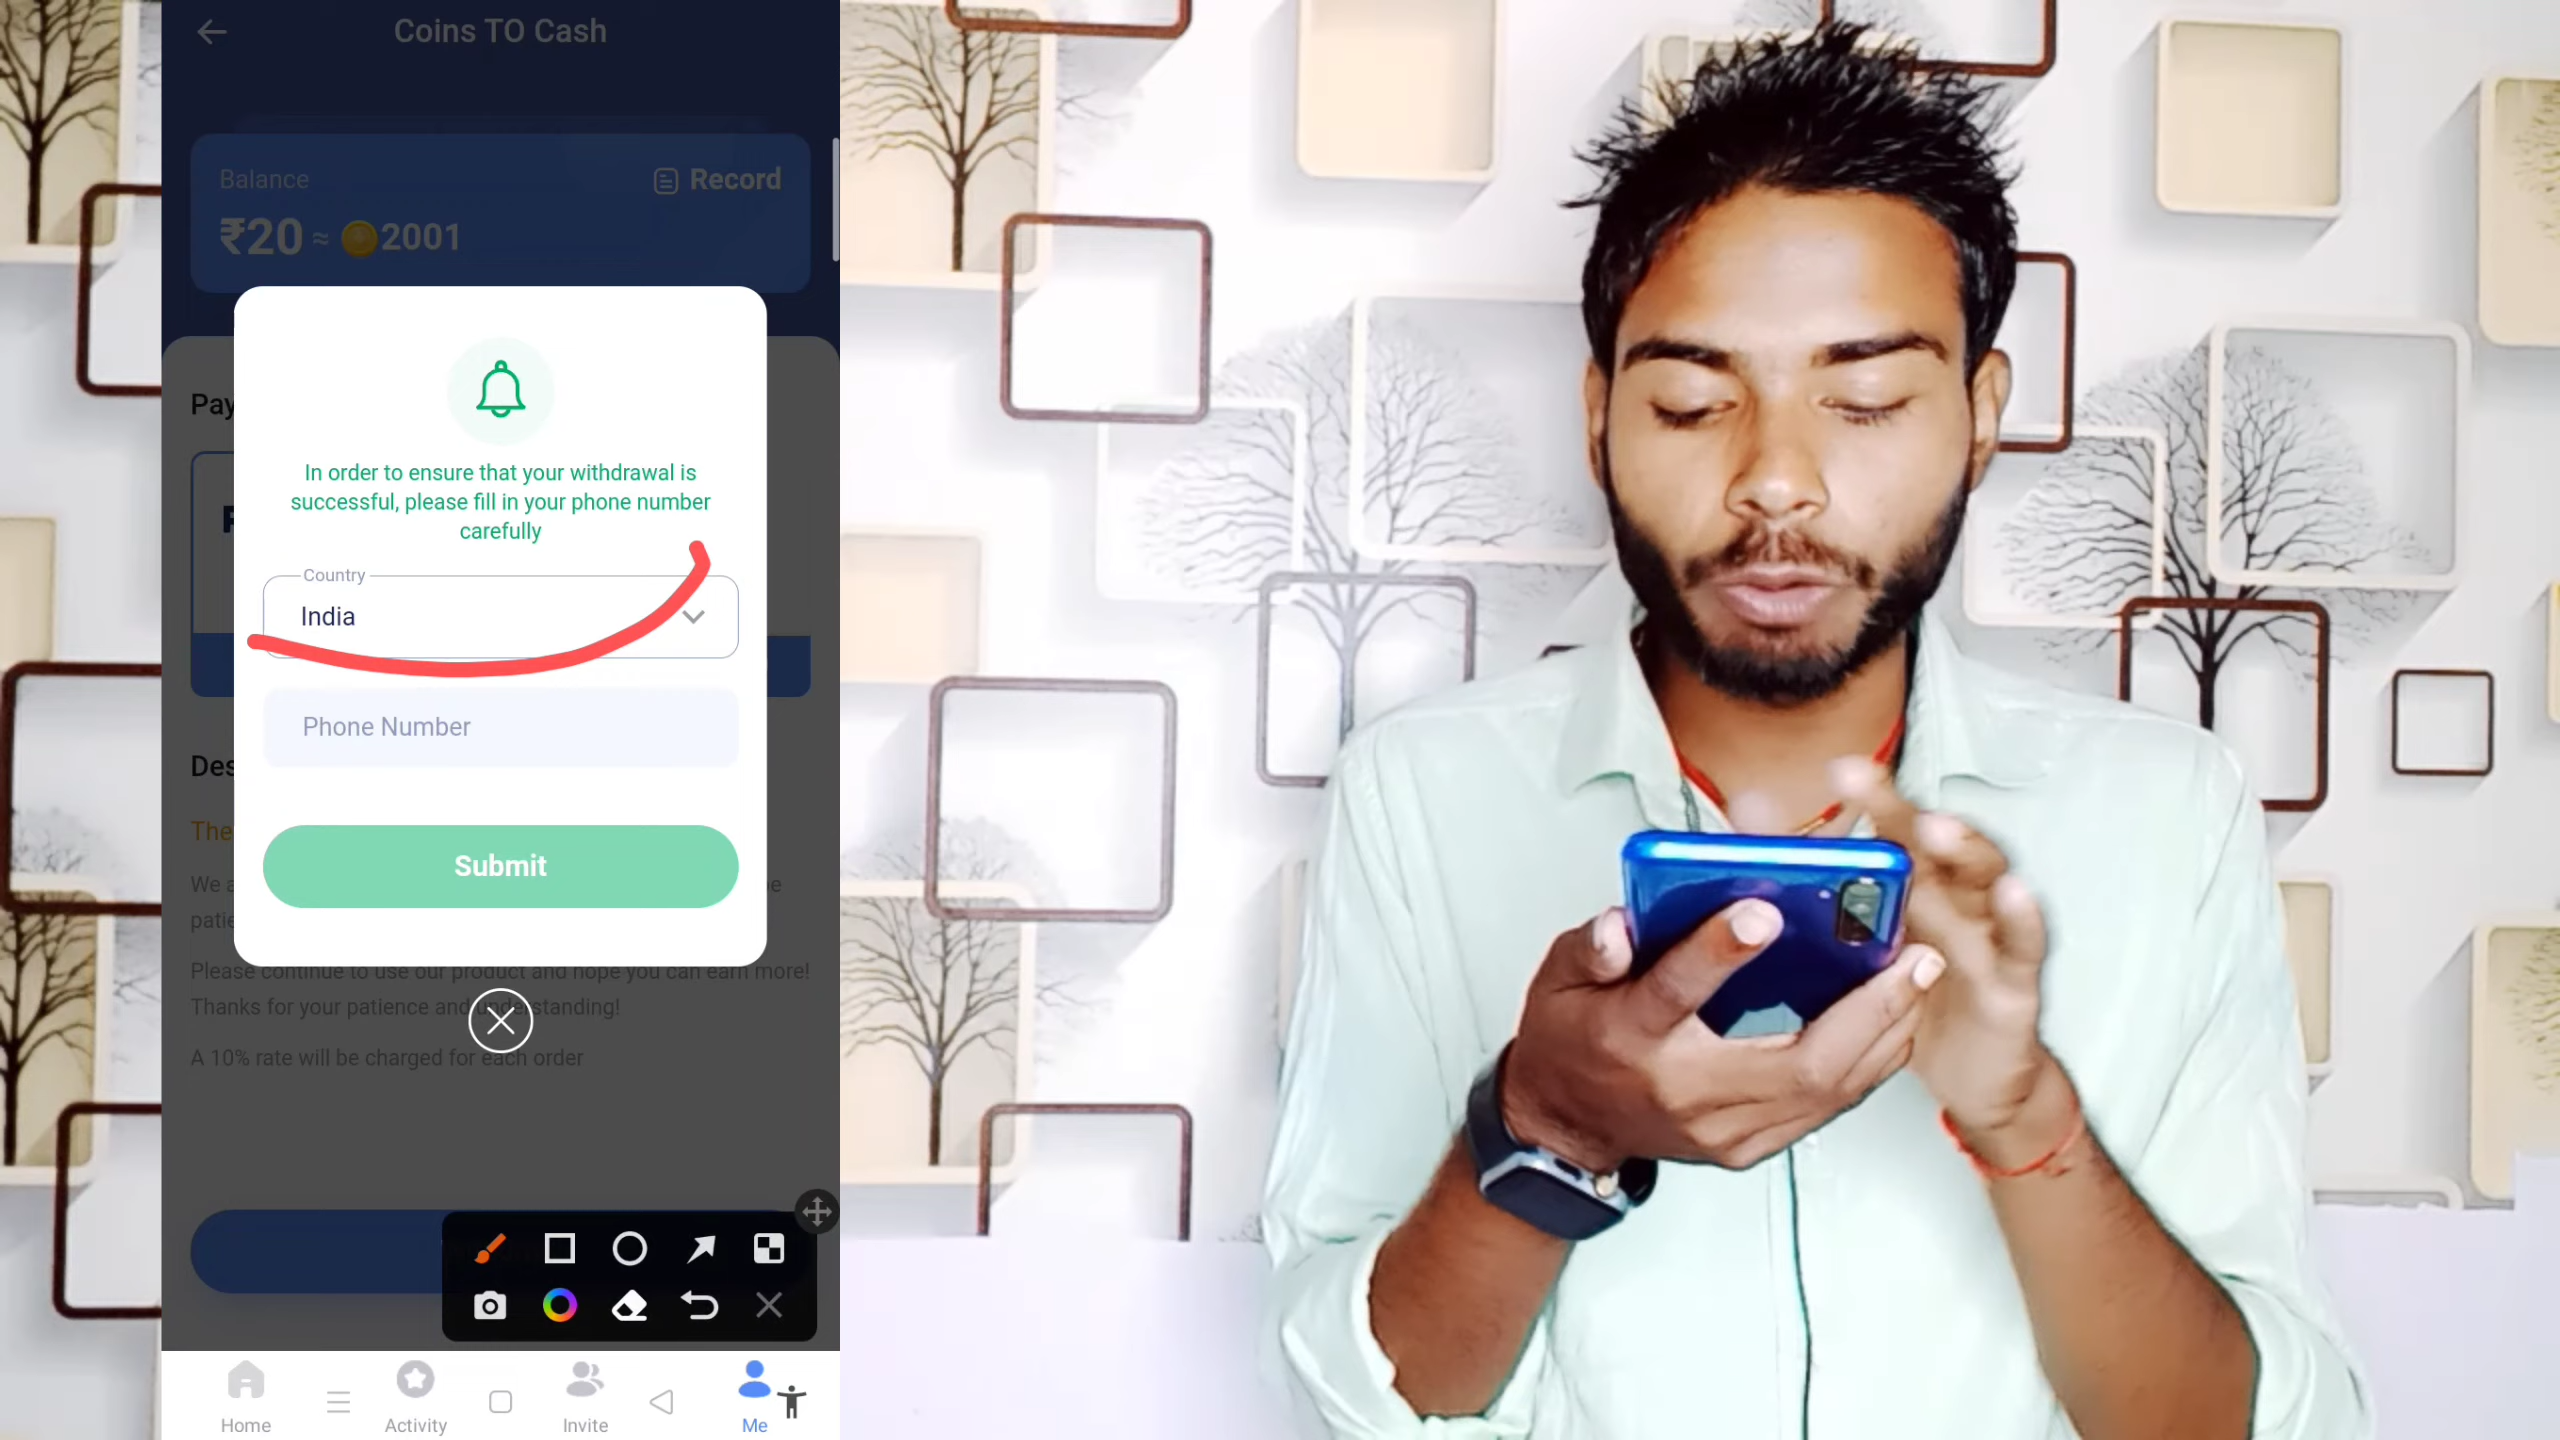 Coins TO Cash
Balance
Record
₹20 ≈ 2001
Pay
In order to ensure that your withdrawal is
successful, please fill in your phone number
carefully
Country
India
Phone Number
Des
The
Submit
We a
patie
Please continue to use our product and hope you can earn more!
Thanks for your patience and understanding!
A 10% rate will be charged for each order
Home
Activity
Invite
Me